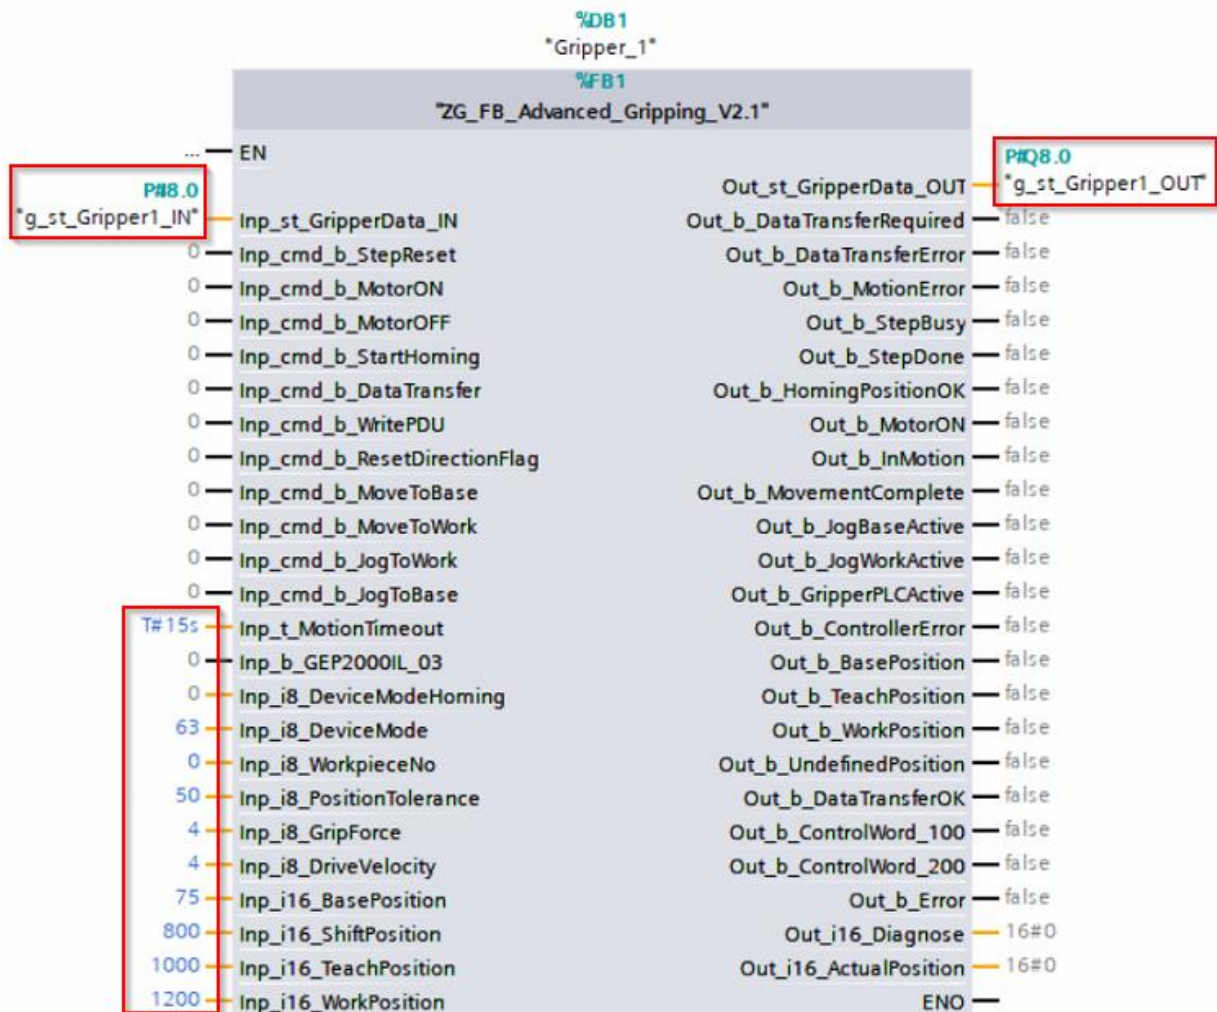 %DB1
"Gripper_1"
%FB1
"ZG_FB_Advanced_Gripping_V2.1"
... EN
P#I8.0
"g_st_Gripper1_IN" Inp_st_GripperData_IN
0 Inp_cmd_b_StepReset
0 Inp_cmd_b_MotorON
0 Inp_cmd_b_MotorOFF
0 Inp_cmd_b_StartHoming
0 Inp_cmd_b_DataTransfer
0 Inp_cmd_b_WritePDU
0 Inp_cmd_b_ResetDirectionFlag
0 Inp_cmd_b_MoveToBase
0 Inp_cmd_b_MoveToWork
0 Inp_cmd_b_JogToWork
0 Inp_cmd_b_JogToBase
T#15s Inp_t_MotionTimeout
0 Inp_b_GEP2000IL_03
0 Inp_i8_DeviceModeHoming
63 Inp_i8_DeviceMode
0 Inp_i8_WorkpieceNo
50 Inp_i8_PositionTolerance
4 Inp_i8_GripForce
4 Inp_i8_DriveVelocity
75 Inp_i16_BasePosition
800 Inp_i16_ShiftPosition
1000 Inp_i16_TeachPosition
1200 Inp_i16_WorkPosition
P#Q8.0
Out_st_GripperData_OUT "g_st_Gripper1_OUT"
Out_b_DataTransferRequired false
Out_b_DataTransferError false
Out_b_MotionError false
Out_b_StepBusy false
Out_b_StepDone false
Out_b_HomingPositionOK false
Out_b_MotorON false
Out_b_InMotion false
Out_b_MovementComplete false
Out_b_JogBaseActive false
Out_b_JogWorkActive false
Out_b_GripperPLCActive false
Out_b_ControllerError false
Out_b_BasePosition false
Out_b_TeachPosition false
Out_b_WorkPosition false
Out_b_UndefinedPosition false
Out_b_DataTransferOK false
Out_b_ControlWord_100 false
Out_b_ControlWord_200 false
Out_b_Error false
Out_i16_Diagnose 16#0
Out_i16_ActualPosition 16#0
ENO